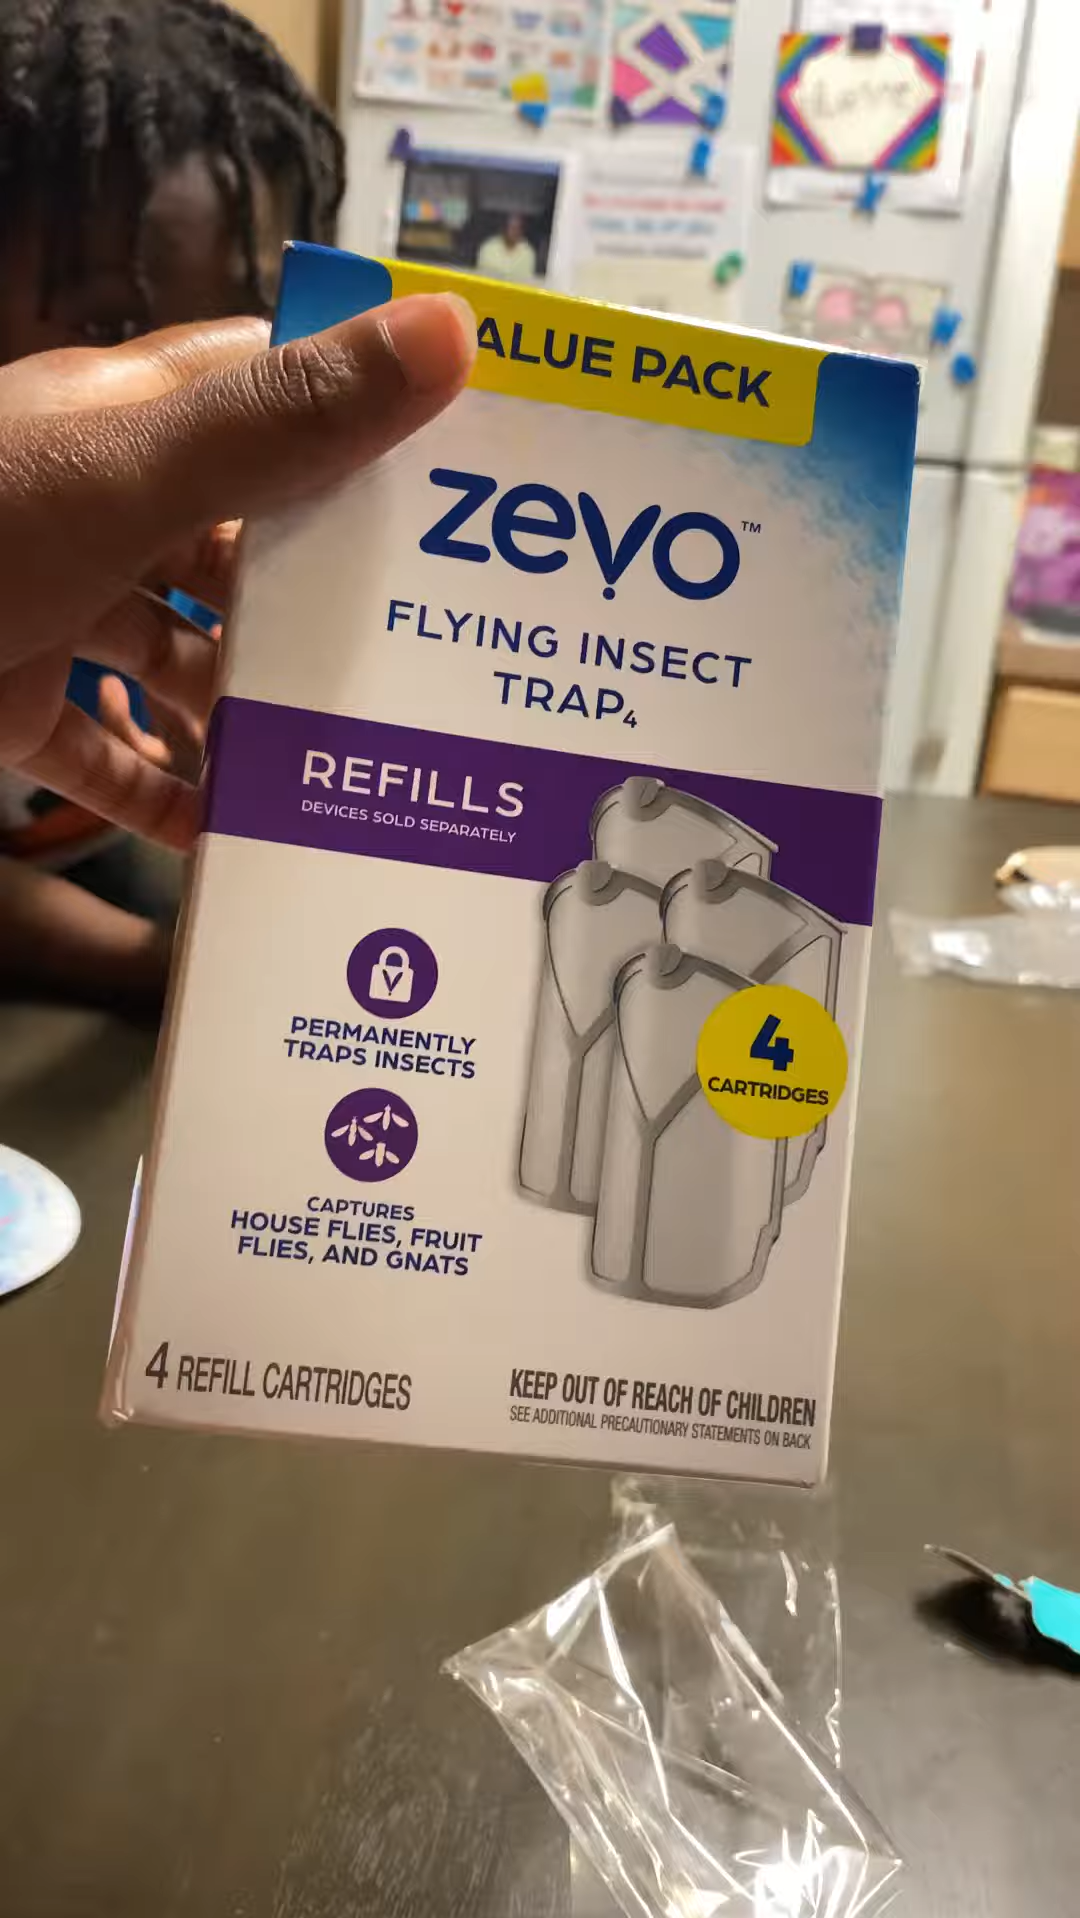 ALUE PACK
zevo™
FLYING INSECT
TRAP4
REFILLS
DEVICES SOLD SEPARATELY
4
CARTRIDGES
PERMANENTLY
TRAPS INSECTS
CAPTURES
HOUSE FLIES, FRUIT
FLIES, AND GNATS
4 REFILL CARTRIDGES
KEEP OUT OF REACH OF CHILDREN
SEE ADDITIONAL PRECAUTIONARY STATEMENTS ON BACK